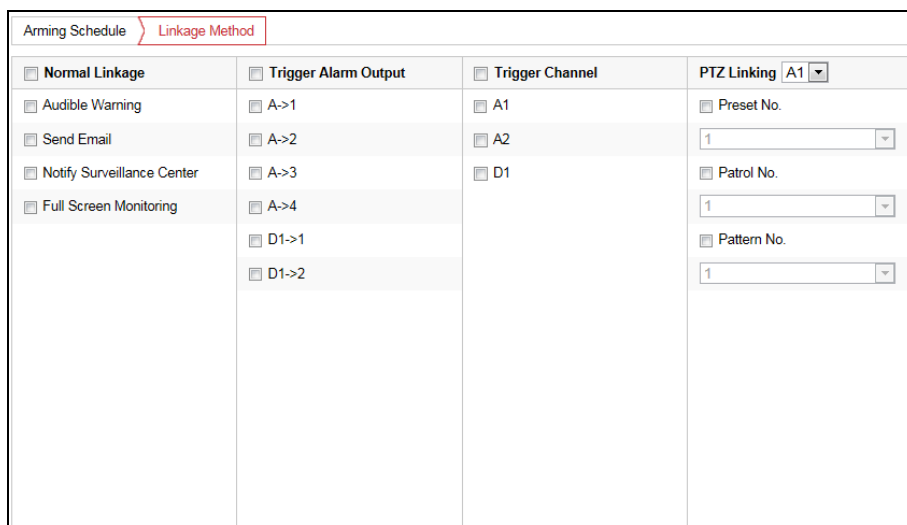 Arming Schedule Linkage Method
Normal Linkage Trigger Alarm Output Trigger Channel PTZ Linking A1
Audible Warning A->1 A1 Preset No.
Send Email A->2 A2 1
Notify Surveillance Center A->3 D1 Patrol No.
Full Screen Monitoring A->4 1
D1->1 Pattern No.
D1->2 1